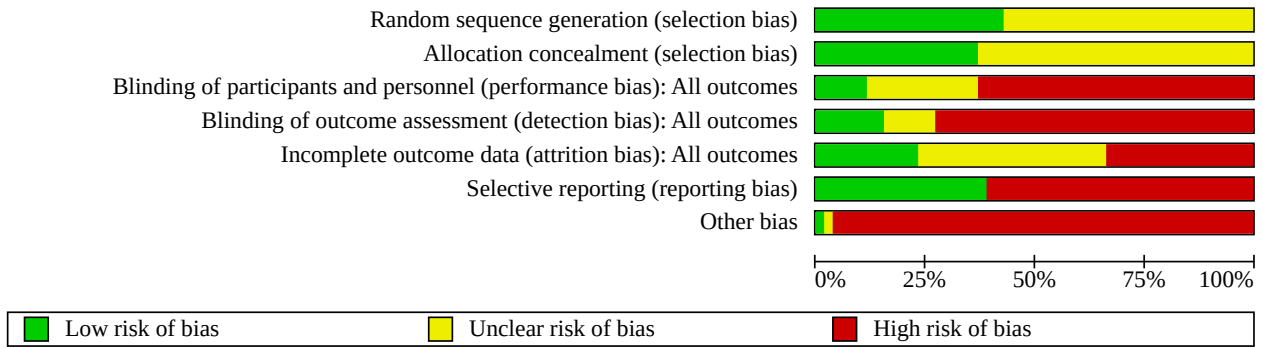 Random sequence generation (selection bias)
Allocation concealment (selection bias)
Blinding of participants and personnel (performance bias): All outcomes
Blinding of outcome assessment (detection bias): All outcomes
Incomplete outcome data (attrition bias): All outcomes
Selective reporting (reporting bias)
Other bias
0% 25% 50% 75% 100%
Low risk of bias Unclear risk of bias High risk of bias